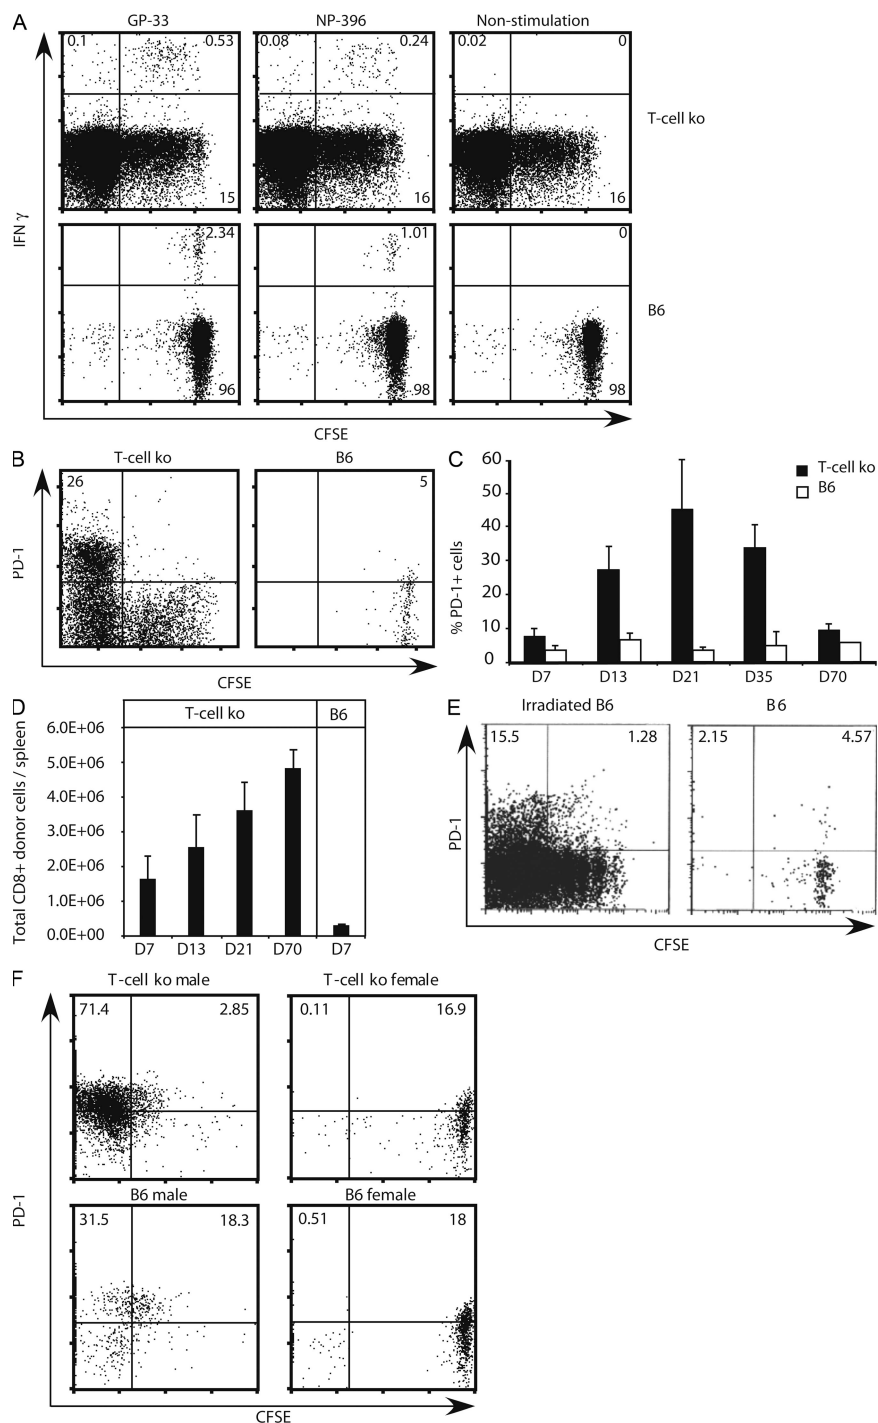 A
GP-33
NP-396
Non-stimulation
0.1
0.53
0.08
0.24
0.02
0
T-cell ko
15
16
16
IFN γ
2.34
1.01
0
B6
96
98
98
CFSE
B
T-cell ko
B6
26
5
PD-1
CFSE
C
60
50
40
30
20
10
0
% PD-1+ cells
T-cell ko
B6
D7
D13
D21
D35
D70
D
T-cell ko
B6
Total CD8+ donor cells / spleen
6.0E+06
5.0E+06
4.0E+06
3.0E+06
2.0E+06
1.0E+06
0.0E+00
D7
D13
D21
D70
D7
E
Irradiated B6
B6
15.5
1.28
2.15
4.57
PD-1
CFSE
F
T-cell ko male
T-cell ko female
71.4
2.85
0.11
16.9
B6 male
B6 female
31.5
18.3
0.51
18
PD-1
CFSE